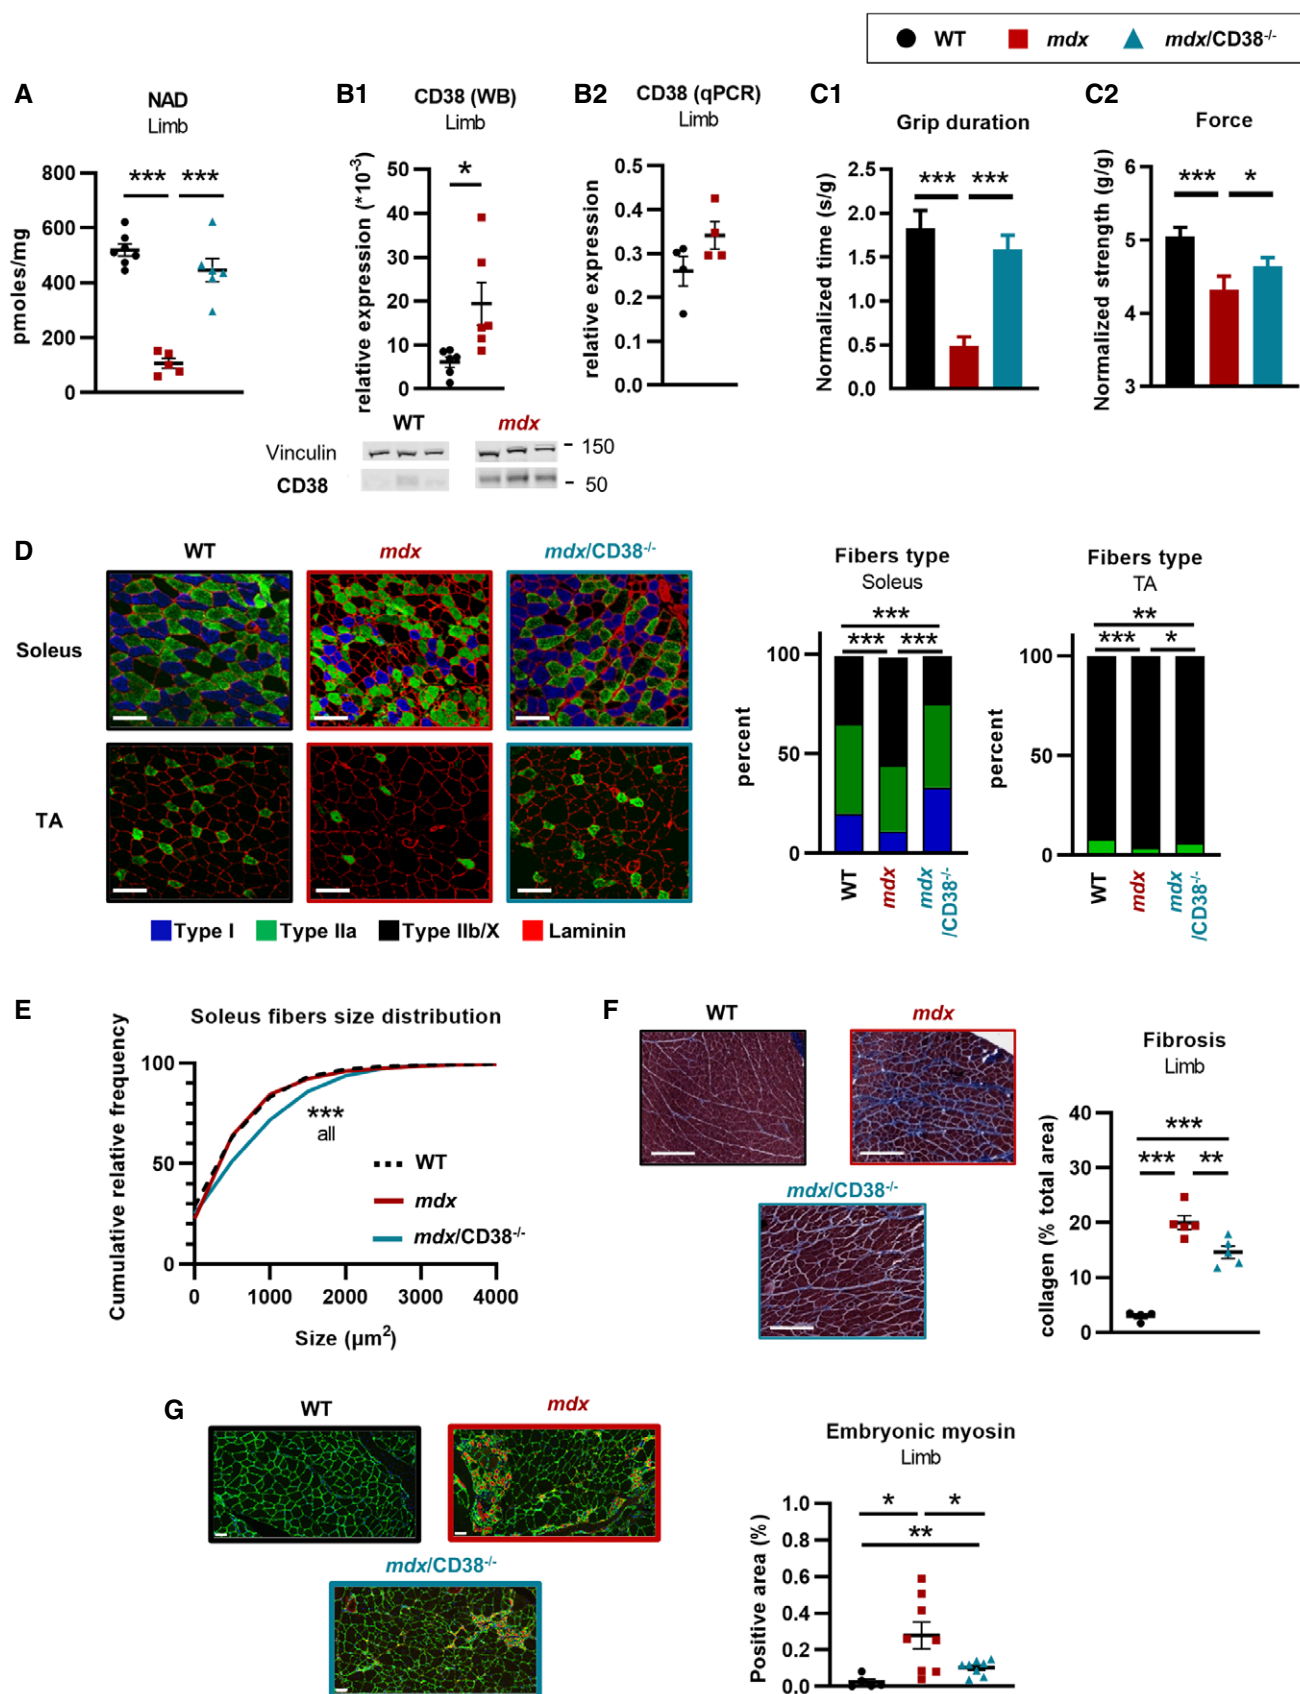 WT mdx mdx/CD38-/-
A
NAD
Limb
*** ***
pmoles/mg
800
600
400
200
0
B1
CD38 (WB)
Limb
*
relative expression (*10-3)
50
40
30
20
10
0
WT mdx
Vinculin - 150
CD38 - 50
B2
CD38 (qPCR)
Limb
relative expression
0.5
0.4
0.3
0.2
0.1
0.0
C1
Grip duration
*** ***
Normalized time (s/g)
2.5
2.0
1.5
1.0
0.5
0.0
C2
Force
*** *
Normalized strength (g/g)
6
5
4
3
D
WT mdx mdx/CD38-/-
Soleus
TA
Type I Type IIa Type IIb/X Laminin
Fibers type
Soleus
***
*** ***
percent
100
50
0
WT
mdx
mdx
/CD38-/-
Fibers type
TA
**
*** *
percent
100
50
0
WT
mdx
mdx
/CD38-/-
E
Soleus fibers size distribution
Cumulative relative frequency
100
50
0
***
all
WT
mdx
mdx/CD38-/-
0 1000 2000 3000 4000
Size (µm2)
F
WT mdx
mdx/CD38-/-
Fibrosis
Limb
***
*** **
collagen (% total area)
40
30
20
10
0
G
WT mdx
mdx/CD38-/-
Embryonic myosin
Limb
* *
**
Positive area (%)
1.0
0.8
0.6
0.4
0.2
0.0